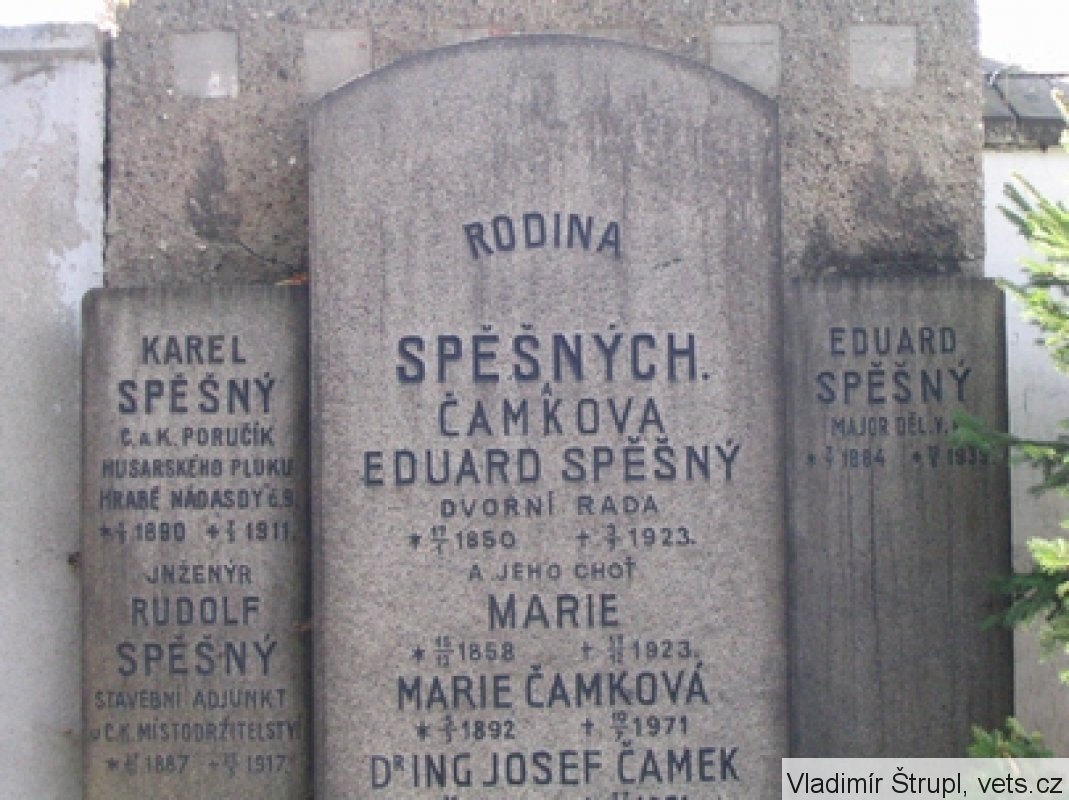 KAREL
SPĚŠNÝ
C. & K. PORUČÍK
HUSARSKÉHO PLUKU
HRABĚ NÁDASDY Č.9.
1890 + 1911.
JNŽENÝR
RUDOLF
SPĚŠNÝ
STAVEBNÍ ADJUNKT
C.K. MÍSTODRŽITELSTVÍ
1887 1917
RODINA
SPĚŠNÝCH.
A
ČAMKOVA
EDUARD SPĚŠNÝ
DVORNÍ RADA
* 1850 + 1923.
A JEHO CHOŤ
MARIE
* 1858 + 1923.
MARIE ČAMKOVÁ
* 1892 + 1971
DR ING JOSEF ČAMEK
EDUARD
SPĚŠNÝ
MAJOR DĚL.
1884
Vladimír Štrupl, vets.cz